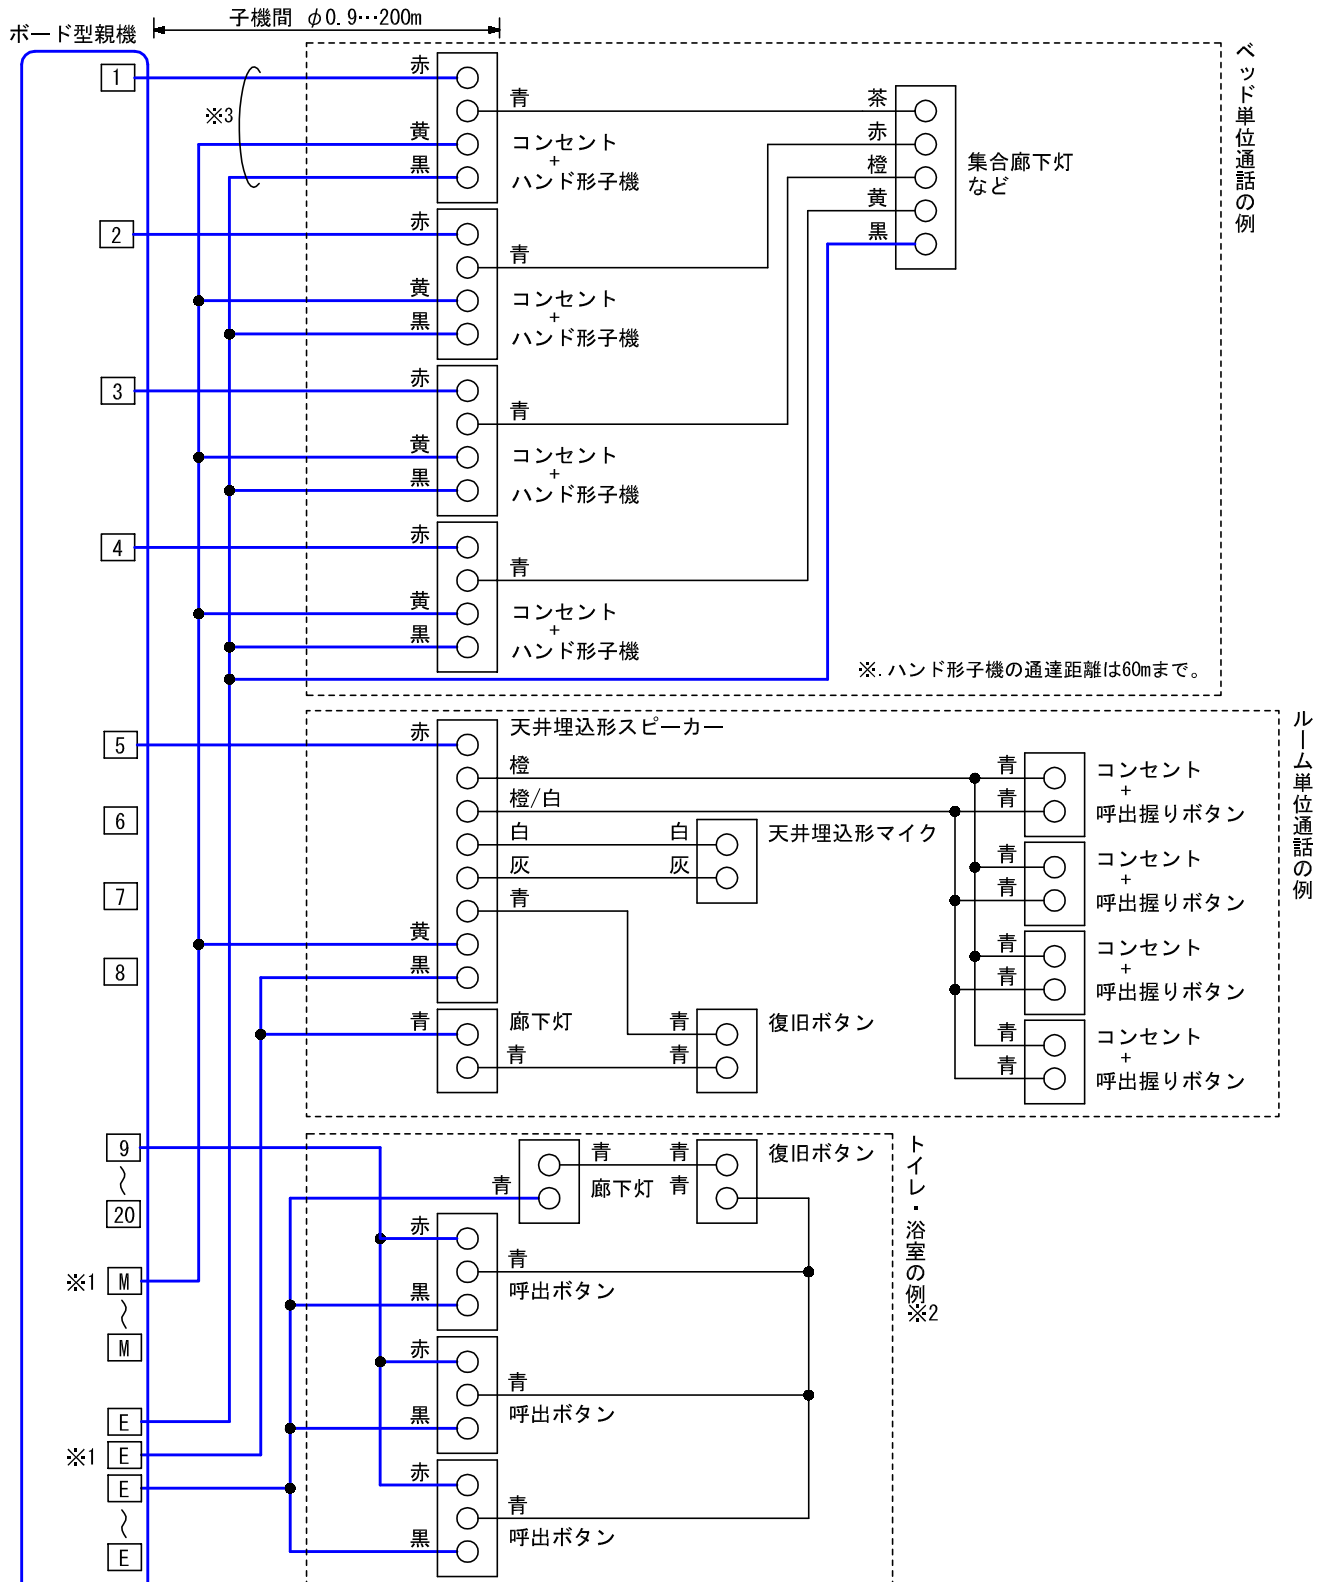 子機間 φ0.9…200m
ボード型親機
ベッド単位通話の例
1
※3
赤
青
黄
黒
コンセント
+
ハンド形子機
茶
赤
橙
黄
黒
集合廊下灯
など
2
赤
青
黄
黒
コンセント
+
ハンド形子機
3
赤
青
黄
黒
コンセント
+
ハンド形子機
4
赤
青
黄
黒
コンセント
+
ハンド形子機
※.ハンド形子機の通達距離は60mまで。
ルーム単位通話の例
5
6
7
8
赤
天井埋込形スピーカー
橙
橙/白
白
灰
青
黄
黒
白
灰
天井埋込形マイク
青
青
コンセント
+
呼出握りボタン
青
青
コンセント
+
呼出握りボタン
青
青
コンセント
+
呼出握りボタン
青
青
コンセント
+
呼出握りボタン
青
廊下灯
青
青
青
復旧ボタン
トイレ・浴室の例
※2
9
〜
20
青
青
廊下灯
青
青
復旧ボタン
赤
青
黒
呼出ボタン
赤
青
黒
呼出ボタン
赤
青
黒
呼出ボタン
※1 M
〜
M
E
※1 E
E
〜
E